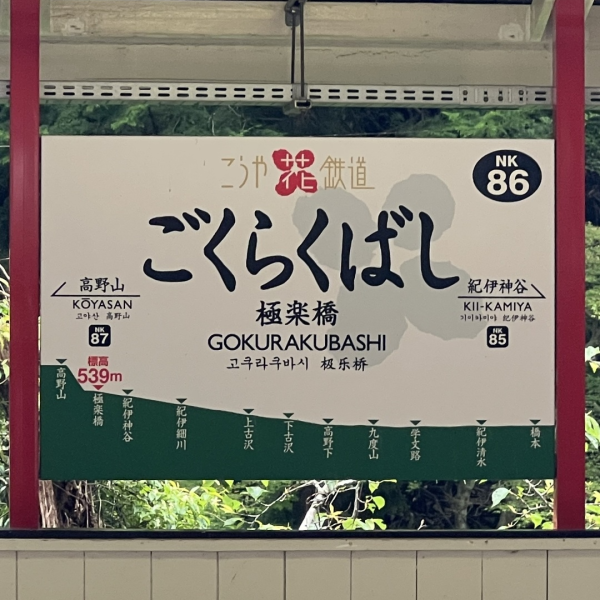 こうや花鉄道
NK
86
ごくらくばし
高野山
KŌYASAN
고야산 高野山
NK
87
極楽橋
GOKURAKUBASHI
고쿠라쿠바시 极乐桥
紀伊神谷
KII-KAMIYA
기이카미야 纪伊神谷
NK
85
標高
539m
高野山
極楽橋
紀伊神谷
紀伊細川
上古沢
下古沢
高野下
九度山
学文路
紀伊清水
橋本